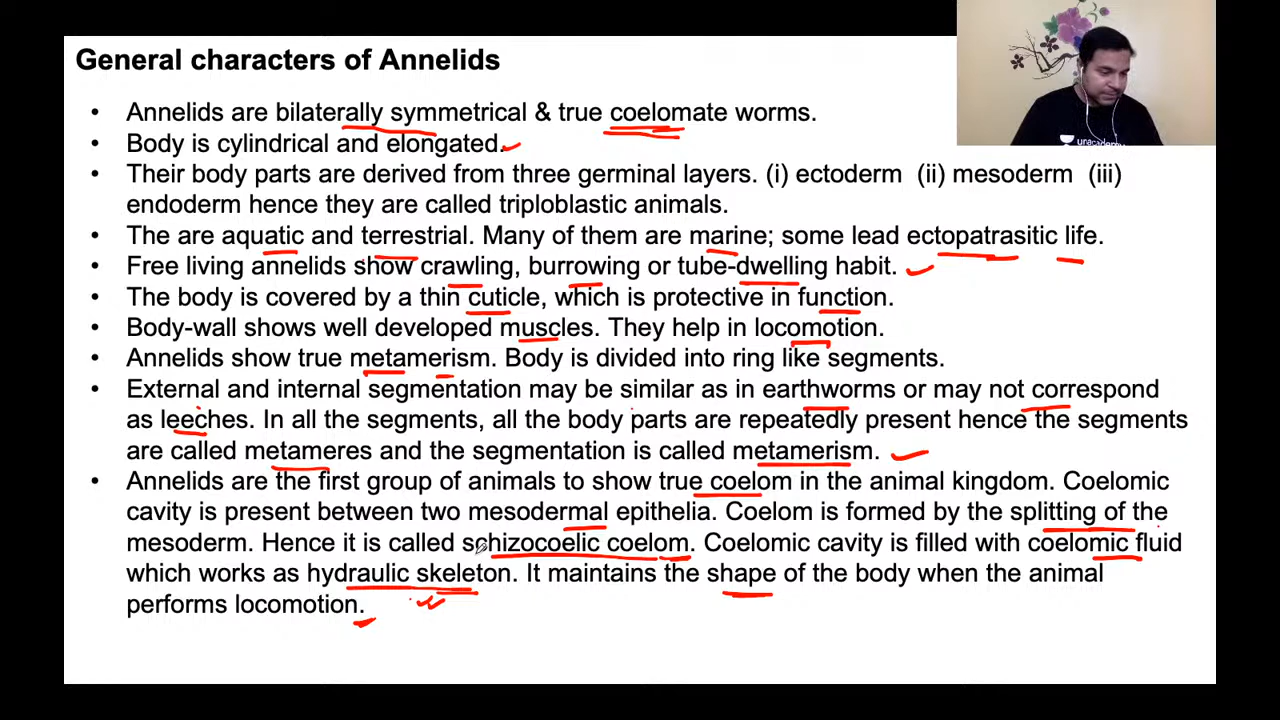 General characters of Annelids
• Annelids are bilaterally symmetrical & true coelomate worms.
• Body is cylindrical and elongated.
• Their body parts are derived from three germinal layers. (i) ectoderm (ii) mesoderm (iii)
endoderm hence they are called triploblastic animals.
• The are aquatic and terrestrial. Many of them are marine; some lead ectopatrasitic life.
• Free living annelids show crawling, burrowing or tube-dwelling habit.
• The body is covered by a thin cuticle, which is protective in function.
• Body-wall shows well developed muscles. They help in locomotion.
• Annelids show true metamerism. Body is divided into ring like segments.
• External and internal segmentation may be similar as in earthworms or may not correspond
as leeches. In all the segments, all the body parts are repeatedly present hence the segments
are called metameres and the segmentation is called metamerism.
• Annelids are the first group of animals to show true coelom in the animal kingdom. Coelomic
cavity is present between two mesodermal epithelia. Coelom is formed by the splitting of the
mesoderm. Hence it is called schizocoelic coelom. Coelomic cavity is filled with coelomic fluid
which works as hydraulic skeleton. It maintains the shape of the body when the animal
performs locomotion.
unacademy